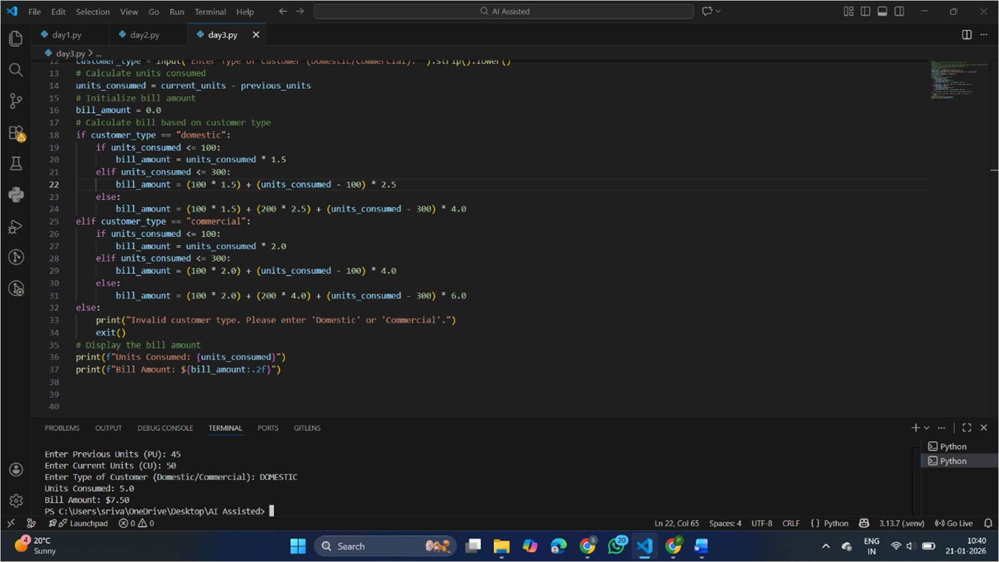 File Edit Selection View Go Run Terminal Help
AI Assisted
day1.py day2.py day3.py
day3.py > ...
12 customer_type = input("Enter Type of Customer (Domestic/Commercial): ").strip().lower()
13 # Calculate units consumed
14 units_consumed = current_units - previous_units
15 # Initialize bill amount
16 bill_amount = 0.0
17 # Calculate bill based on customer type
18 if customer_type == "domestic":
19     if units_consumed <= 100:
20         bill_amount = units_consumed * 1.5
21     elif units_consumed <= 300:
22         bill_amount = (100 * 1.5) + (units_consumed - 100) * 2.5
23     else:
24         bill_amount = (100 * 1.5) + (200 * 2.5) + (units_consumed - 300) * 4.0
25 elif customer_type == "commercial":
26     if units_consumed <= 100:
27         bill_amount = units_consumed * 2.0
28     elif units_consumed <= 300:
29         bill_amount = (100 * 2.0) + (units_consumed - 100) * 4.0
30     else:
31         bill_amount = (100 * 2.0) + (200 * 4.0) + (units_consumed - 300) * 6.0
32 else:
33     print("Invalid customer type. Please enter 'Domestic' or 'Commercial'.")
34     exit()
35 # Display the bill amount
36 print(f"Units Consumed: {units_consumed}")
37 print(f"Bill Amount: ${bill_amount:.2f}")
38
39
40
PROBLEMS OUTPUT DEBUG CONSOLE TERMINAL PORTS GITLENS
Python
Python
Enter Previous Units (PU): 45
Enter Current Units (CU): 50
Enter Type of Customer (Domestic/Commercial): DOMESTIC
Units Consumed: 5.0
Bill Amount: $7.50
PS C:\Users\sriva\OneDrive\Desktop\AI Assisted>
Launchpad 0 0 Ln 22, Col 65 Spaces: 4 UTF-8 CRLF { } Python 3.13.7 (.venv) Go Live
4 20°C
Sunny
Search
S
20
P
ENG
IN
10:40
21-01-2026